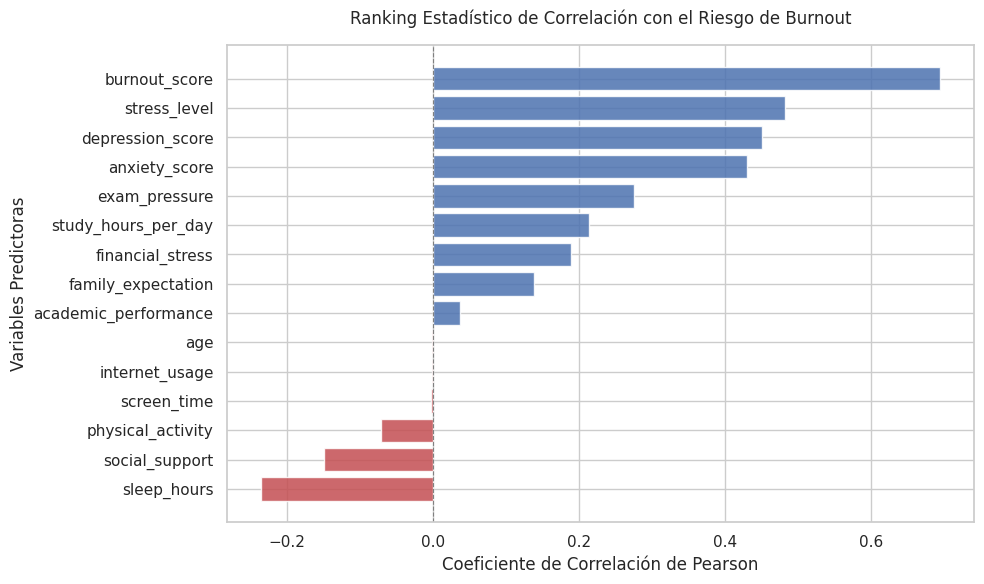 Ranking Estadístico de Correlación con el Riesgo de Burnout
Variables Predictoras
burnout_score
stress_level
depression_score
anxiety_score
exam_pressure
study_hours_per_day
financial_stress
family_expectation
academic_performance
age
internet_usage
screen_time
physical_activity
social_support
sleep_hours
−0.2 0.0 0.2 0.4 0.6
Coeficiente de Correlación de Pearson